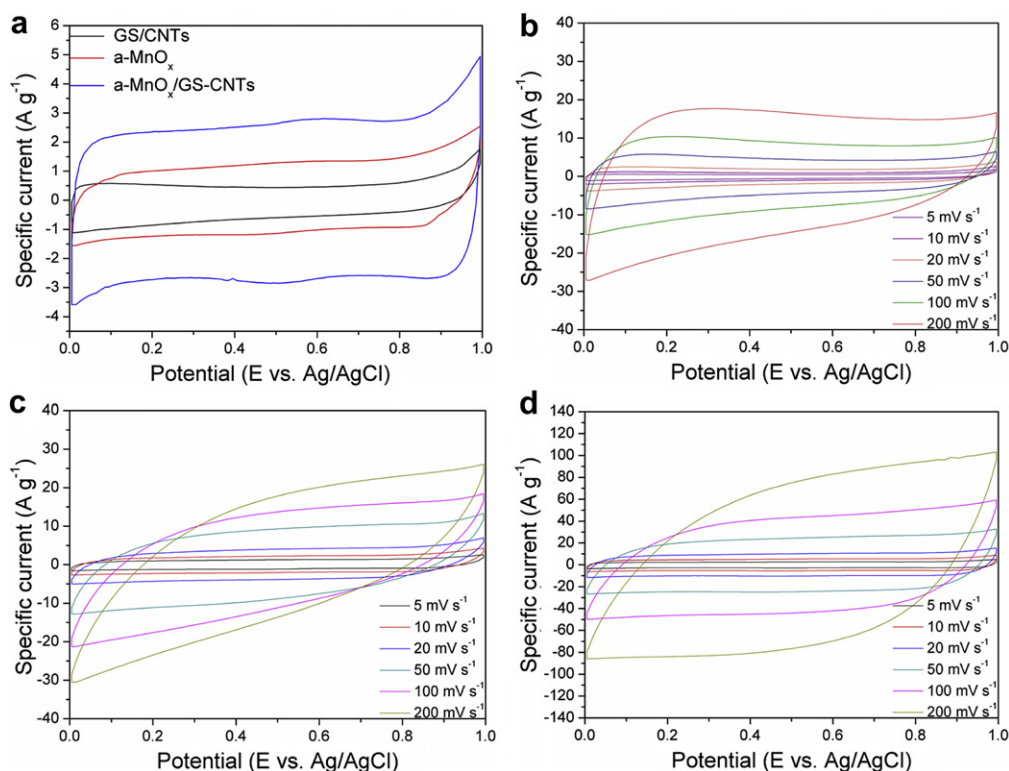 a
GS/CNTs
a-MnOₓ
a-MnOₓ/GS-CNTs
6
5
4
3
2
1
0
-1
-2
-3
-4
0.0 0.2 0.4 0.6 0.8 1.0
Specific current (A g⁻¹)
Potential (E vs. Ag/AgCl)
b
40
30
20
10
0
-10
-20
-30
-40
5 mV s⁻¹
10 mV s⁻¹
20 mV s⁻¹
50 mV s⁻¹
100 mV s⁻¹
200 mV s⁻¹
0.0 0.2 0.4 0.6 0.8 1.0
Specific current (A g⁻¹)
Potential (E vs. Ag/AgCl)
c
40
30
20
10
0
-10
-20
-30
-40
5 mV s⁻¹
10 mV s⁻¹
20 mV s⁻¹
50 mV s⁻¹
100 mV s⁻¹
200 mV s⁻¹
0.0 0.2 0.4 0.6 0.8 1.0
Specific current (A g⁻¹)
Potential (E vs. Ag/AgCl)
d
140
120
100
80
60
40
20
0
-20
-40
-60
-80
-100
-120
-140
5 mV s⁻¹
10 mV s⁻¹
20 mV s⁻¹
50 mV s⁻¹
100 mV s⁻¹
200 mV s⁻¹
0.0 0.2 0.4 0.6 0.8 1.0
Specific current (A g⁻¹)
Potential (E vs. Ag/AgCl)